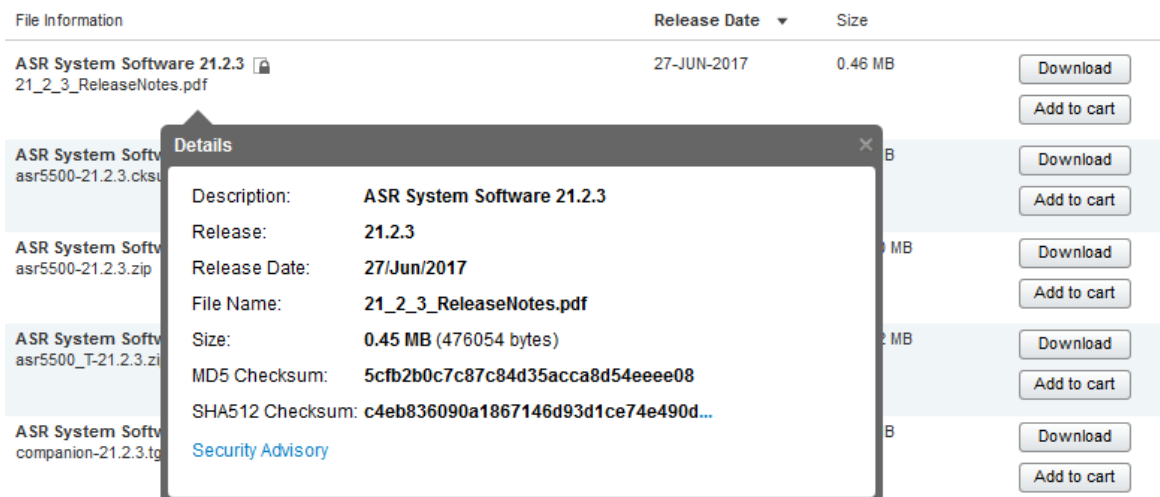 File Information Release Date Size
ASR System Software 21.2.3 27-JUN-2017 0.46 MB Download
21_2_3_ReleaseNotes.pdf
Add to cart
Details
ASR System Softw B Download
asr5500-21.2.3.cksu
Description: ASR System Software 21.2.3 Add to cart
Release: 21.2.3
ASR System Softw MB Download
asr5500-21.2.3.zip Release Date: 27/Jun/2017
File Name: 21_2_3_ReleaseNotes.pdf Add to cart
ASR System Softw Size: 0.45 MB (476054 bytes) MB Download
asr5500_T-21.2.3.zi
MD5 Checksum: 5cfb2b0c7c87c84d35acca8d54eeee08 Add to cart
SHA512 Checksum: c4eb836090a1867146d93d1ce74e490d...
ASR System Softw B Download
companion-21.2.3.tg Security Advisory
Add to cart